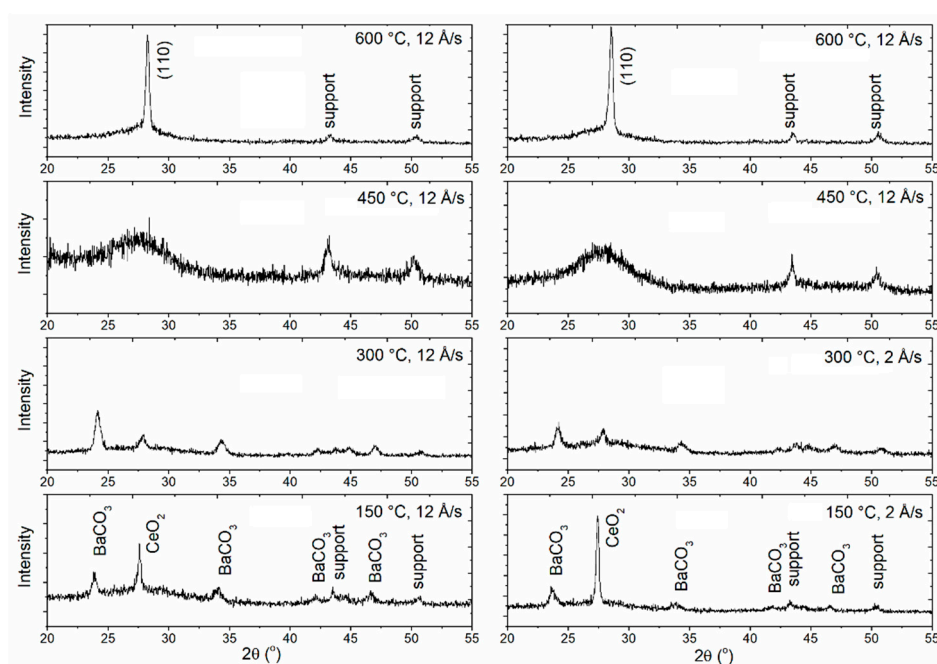 600 °C, 12 Å/s
(110)
support
support
Intensity
20 25 30 35 40 45 50 55
600 °C, 12 Å/s
(110)
support
support
20 25 30 35 40 45 50 55
450 °C, 12 Å/s
Intensity
20 25 30 35 40 45 50 55
450 °C, 12 Å/s
20 25 30 35 40 45 50 55
300 °C, 12 Å/s
Intensity
20 25 30 35 40 45 50 55
300 °C, 2 Å/s
20 25 30 35 40 45 50 55
150 °C, 12 Å/s
BaCO₃
CeO₂
BaCO₃
BaCO₃
support
BaCO₃
support
Intensity
20 25 30 35 40 45 50 55
2θ (°)
150 °C, 2 Å/s
BaCO₃
CeO₂
BaCO₃
BaCO₃
support
BaCO₃
support
20 25 30 35 40 45 50 55
2θ (°)